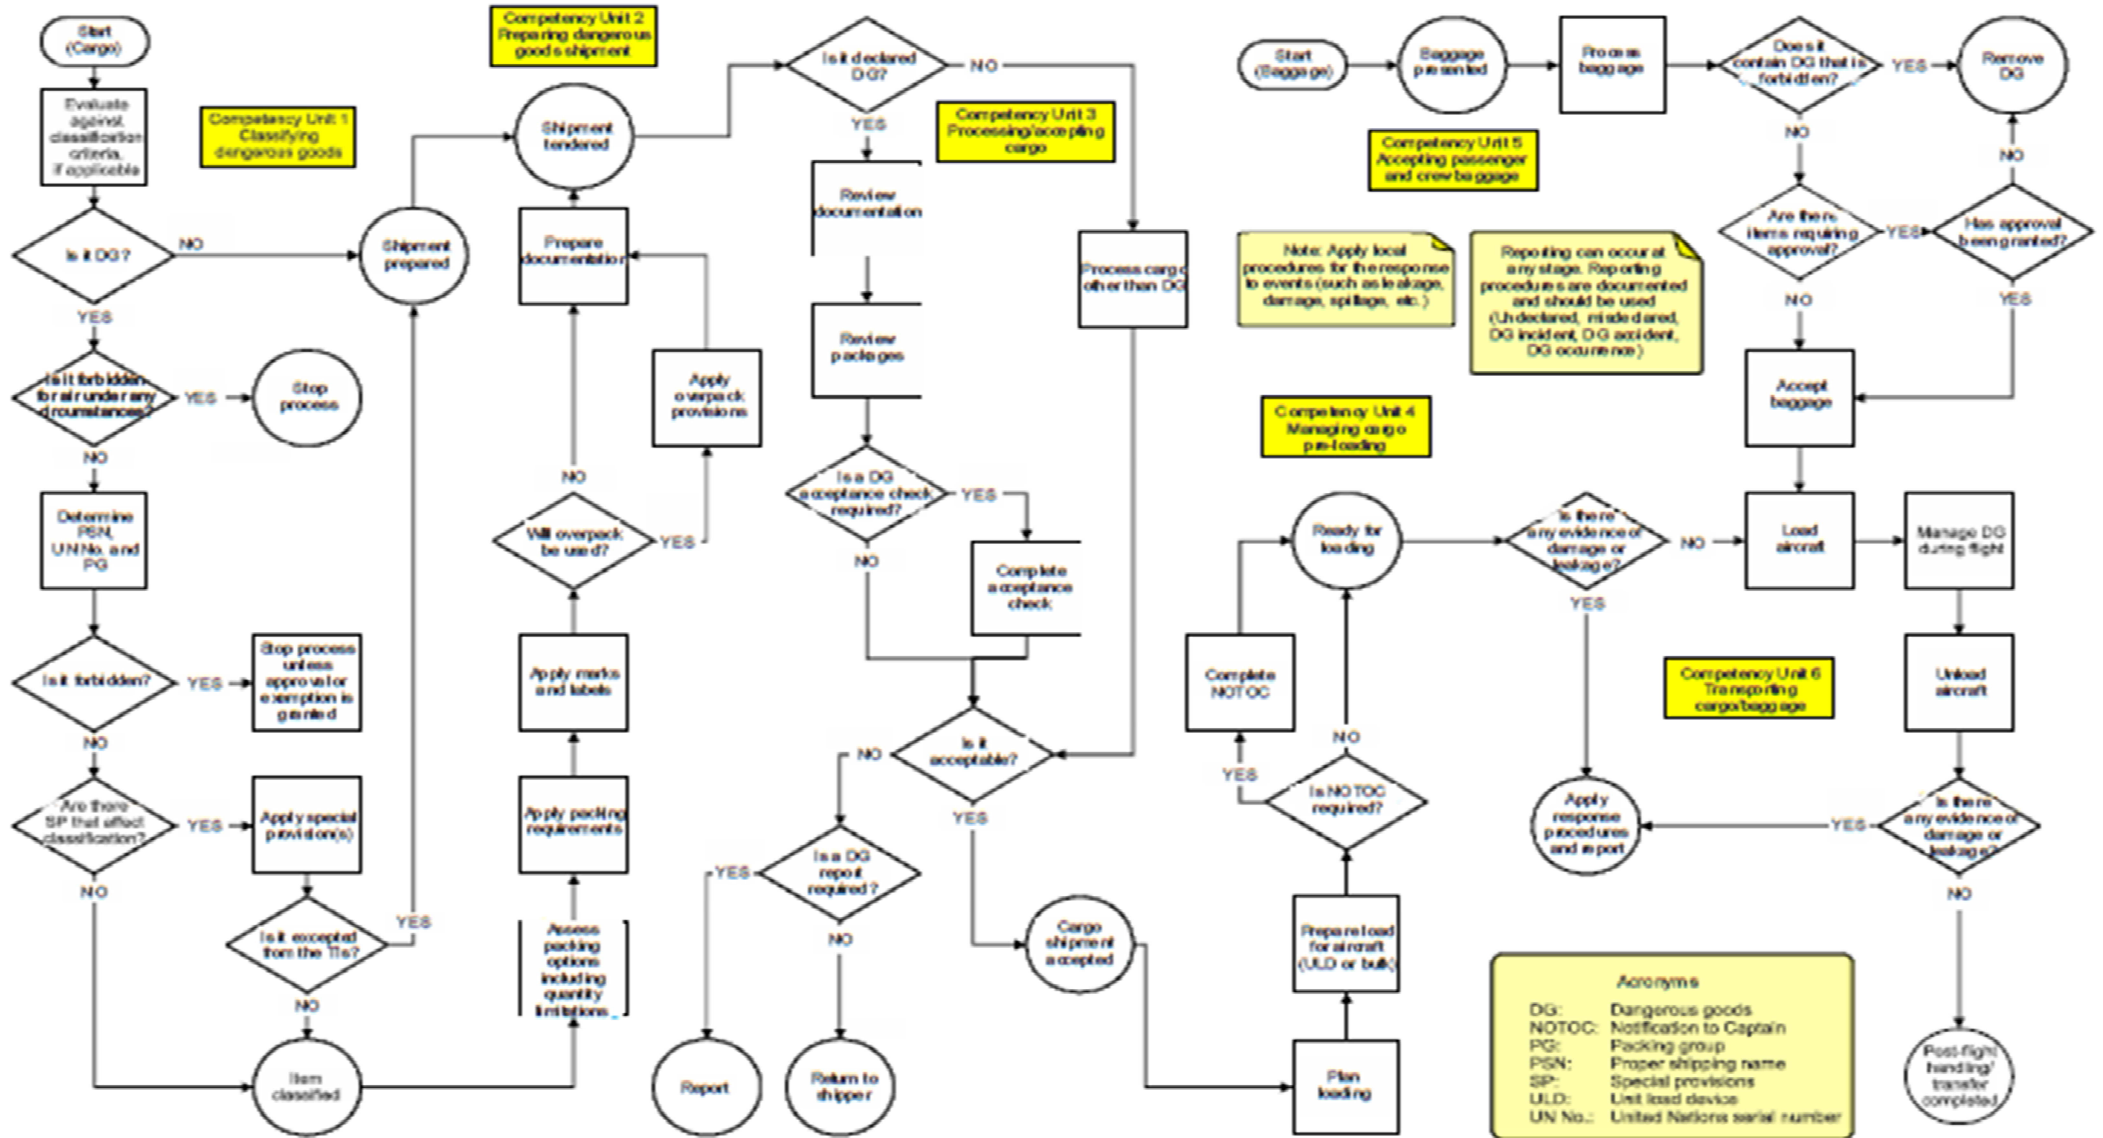 Start
(Cargo)
Evaluate
against
classification
criteria,
if applicable
Competency Unit 1
Classifying
dangerous goods
Is it DG?
NO
YES
Shipment
prepared
Is it forbidden
for air under any
circumstances?
YES
Stop
process
NO
Determine
PSN,
UN No. and
PG
Is it forbidden?
YES
Stop process
unless
approval or
exemption is
granted
NO
Are there
SP that affect
classification?
YES
Apply special
provision(s)
NO
Is it excepted
from the TIs?
YES
NO
Item
classified
Competency Unit 2
Preparing dangerous
goods shipment
Shipment
tendered
Prepare
documentation
Apply
overpack
provisions
NO
Will overpack
be used?
YES
Apply marks
and labels
Apply packing
requirements
Assess
packing
options
including
quantity
limitations
Is it declared
DG?
NO
YES
Competency Unit 3
Processing/accepting
cargo
Review
documentation
Process cargo
other than DG
Review
packages
Is a DG
acceptance check
required?
YES
NO
Complete
acceptance
check
Is it
acceptable?
NO
YES
Is a DG
report
required?
YES
NO
Report
Return to
shipper
Cargo
shipment
accepted
Start
(Baggage)
Baggage
presented
Process
baggage
Does it
contain DG that is
forbidden?
YES
Remove
DG
NO
NO
Competency Unit 5
Accepting passenger
and crew baggage
Are there
items requiring
approval?
YES
Has approval
been granted?
NO
YES
Note: Apply local
procedures for the response
to events (such as leakage,
damage, spillage, etc.)
Reporting can occur at
any stage. Reporting
procedures are documented
and should be used
(Undeclared, misdeclared,
DG incident, DG accident,
DG occurrence)
Accept
baggage
Competency Unit 4
Managing cargo
pre-loading
Ready for
loading
Is there
any evidence of
damage or
leakage?
NO
YES
Load
aircraft
Manage DG
during flight
Complete
NOTOC
NO
YES
Is NOTOC
required?
Prepare load
for aircraft
(ULD or bulk)
Plan
loading
Competency Unit 6
Transporting
cargo/baggage
Unload
aircraft
Apply
response
procedures
and report
YES
Is there
any evidence of
damage or
leakage?
NO
Post-flight
handling/
transfer
completed
Acronyms
DG: Dangerous goods
NOTOC: Notification to Captain
PG: Packing group
PSN: Proper shipping name
SP: Special provisions
ULD: Unit load device
UN No.: United Nations serial number